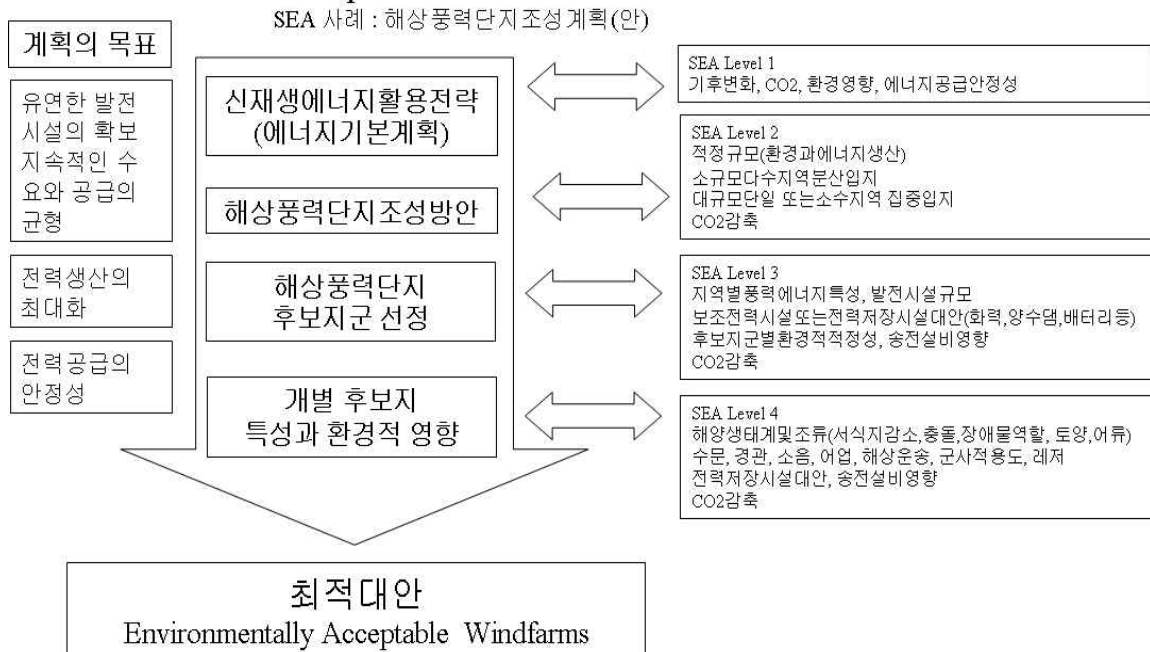 SEA 사례 : 해상풍력단지조성계획(안)
계획의 목표
유연한 발전
시설의 확보
지속적인 수
요와 공급의
균형
전력생산의
최대화
전력공급의
안정성
신재생에너지활용전략
(에너지기본계획)
해상풍력단지조성방안
해상풍력단지
후보지군 선정
개별 후보지
특성과 환경적 영향
SEA Level 1
기후변화, CO2, 환경영향, 에너지공급안정성
SEA Level 2
적정규모(환경과에너지생산)
소규모다수지역분산입지
대규모단일 또는소수지역 집중입지
CO2감축
SEA Level 3
지역별풍력에너지특성, 발전시설규모
보조전력시설또는전력저장시설대안(화력,양수댐,배터리등)
후보지군별환경적적정성, 송전설비영향
CO2감축
SEA Level 4
해양생태계및조류(서식지감소,충돌,장애물역할, 토양,어류)
수문, 경관, 소음, 어업, 해상운송, 군사적용도, 레저
전력저장시설대안, 송전설비영향
CO2감축
최적대안
Environmentally Acceptable Windfarms